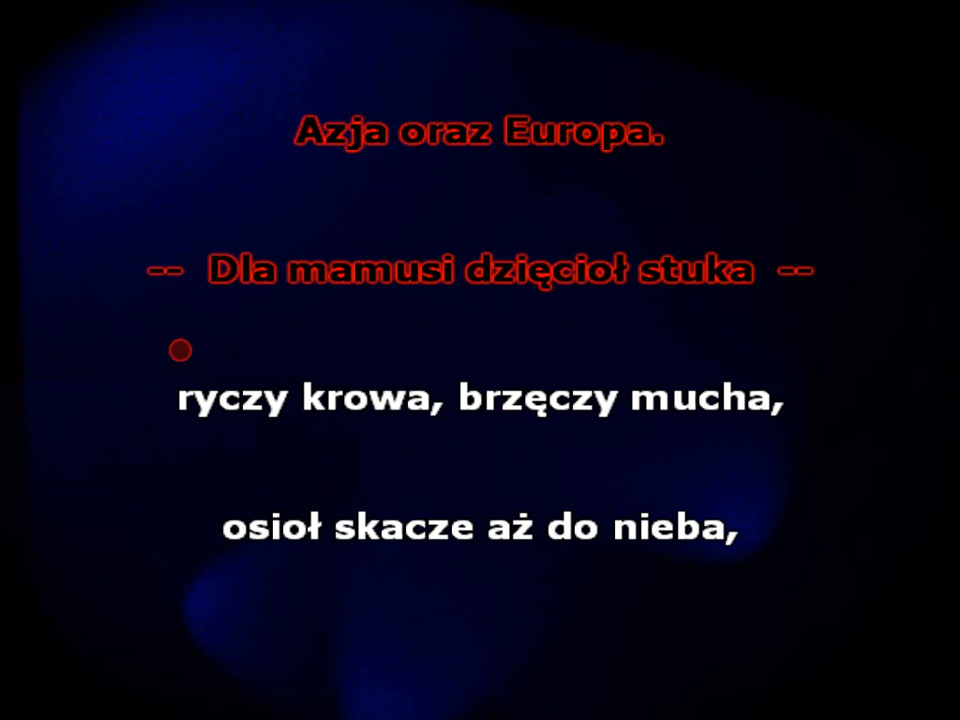 Azja oraz Europa.
-- Dla mamusi dzięcioł stuka --
ryczy krowa, brzęczy mucha,
osioł skacze aż do nieba,